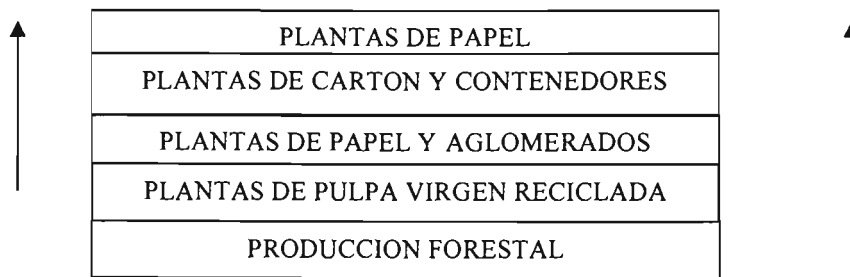 PLANTAS DE PAPEL
PLANTAS DE CARTON Y CONTENEDORES
PLANTAS DE PAPEL Y AGLOMERADOS
PLANTAS DE PULPA VIRGEN RECICLADA
PRODUCCION FORESTAL